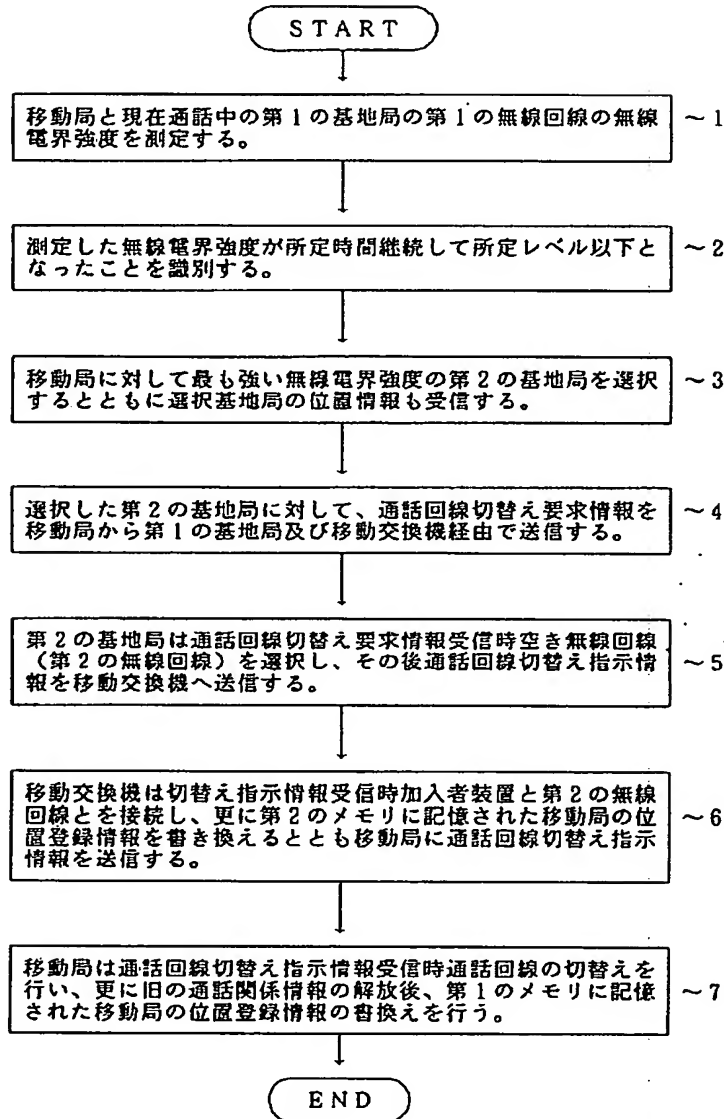 START
移動局と現在通話中の第1の基地局の第1の無線回線の無線
電界強度を測定する。
~1
測定した無線電界強度が所定時間継続して所定レベル以下と
なったことを識別する。
~2
移動局に対して最も強い無線電界強度の第2の基地局を選択
するとともに選択基地局の位置情報も受信する。
~3
選択した第2の基地局に対して、通話回線切替え要求情報を
移動局から第1の基地局及び移動交換機経由で送信する。
~4
第2の基地局は通話回線切替え要求情報受信時空き無線回線
(第2の無線回線)を選択し、その後通話回線切替え指示情
報を移動交換機へ送信する。
~5
移動交換機は切替え指示情報受信時加入者装置と第2の無線
回線とを接続し、更に第2のメモリに記憶された移動局の位
置登録情報を書き換えるととも移動局に通話回線切替え指示
情報を送信する。
~6
移動局は通話回線切替え指示情報受信時通話回線の切替えを
行い、更に旧の通話関係情報の解放後、第1のメモリに記憶
された移動局の位置登録情報の書換えを行う。
~7
END